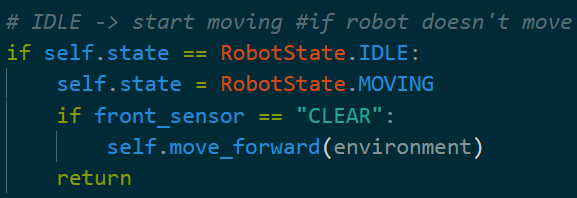 # IDLE -> start moving #if robot doesn't move
if self.state == RobotState.IDLE:
    self.state = RobotState.MOVING
    if front_sensor == "CLEAR":
        self.move_forward(environment)
    return